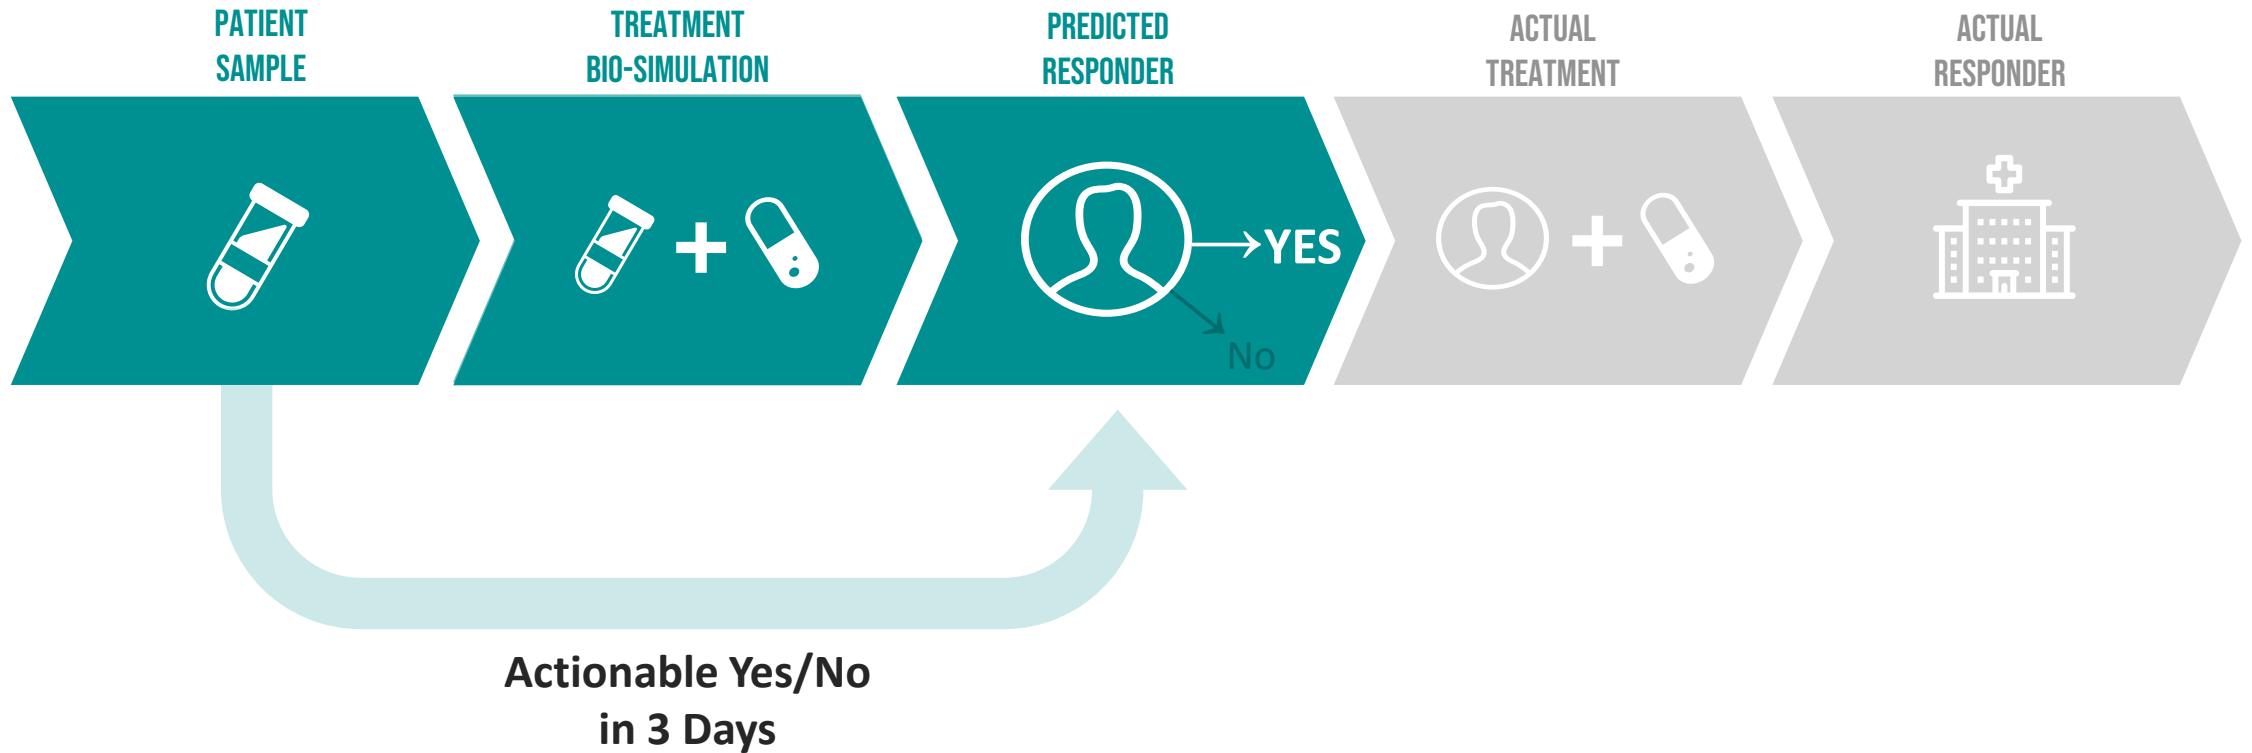 PATIENT
SAMPLE
TREATMENT
BIO-SIMULATION
PREDICTED
RESPONDER
ACTUAL
TREATMENT
ACTUAL
RESPONDER
YES
No
Actionable Yes/No
in 3 Days